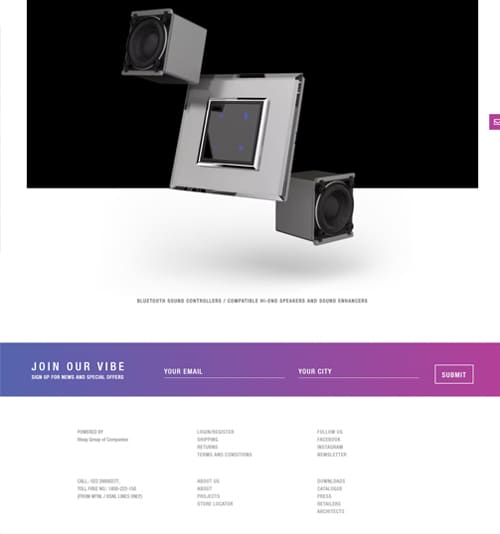 BLUETOOTH SOUND CONTROLLERS / COMPATIBLE HI-END SPEAKERS AND SOUND ENHANCERS
JOIN OUR VIBE
SIGN UP FOR NEWS AND SPECIAL OFFERS
YOUR EMAIL
YOUR CITY
SUBMIT
POWERED BY
Group of Companies
LOGIN/REGISTER
SHIPPING
RETURNS
TERMS AND CONDITIONS
FOLLOW US
FACEBOOK
INSTAGRAM
NEWSLETTER
CALL:
TOLL FREE NO.: 1800-222-150
(FROM MTNL / BSNL LINES ONLY)
ABOUT US
ABOUT
PROJECTS
STORE LOCATOR
DOWNLOADS
CATALOGUE
PRESS
RETAILERS
ARCHITECTS